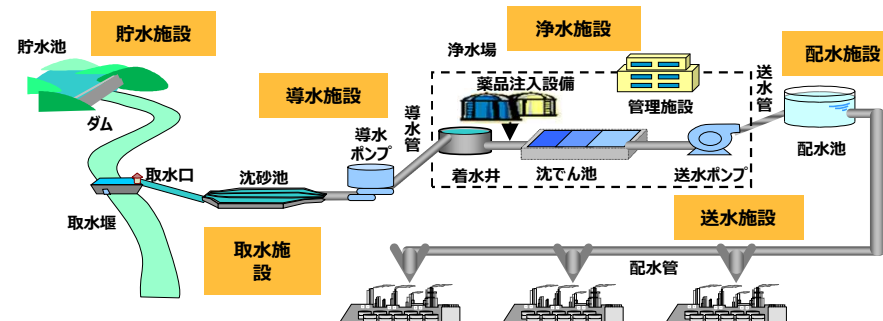 貯水池
貯水施設
ダム
取水口
取水堰
沈砂池
取水施
設
導水施設
導水
ポンプ
導水管
浄水場
浄水施設
薬品注入設備
管理施設
着水井
沈でん池
送水ポンプ
送水管
配水施設
配水池
送水施設
配水管